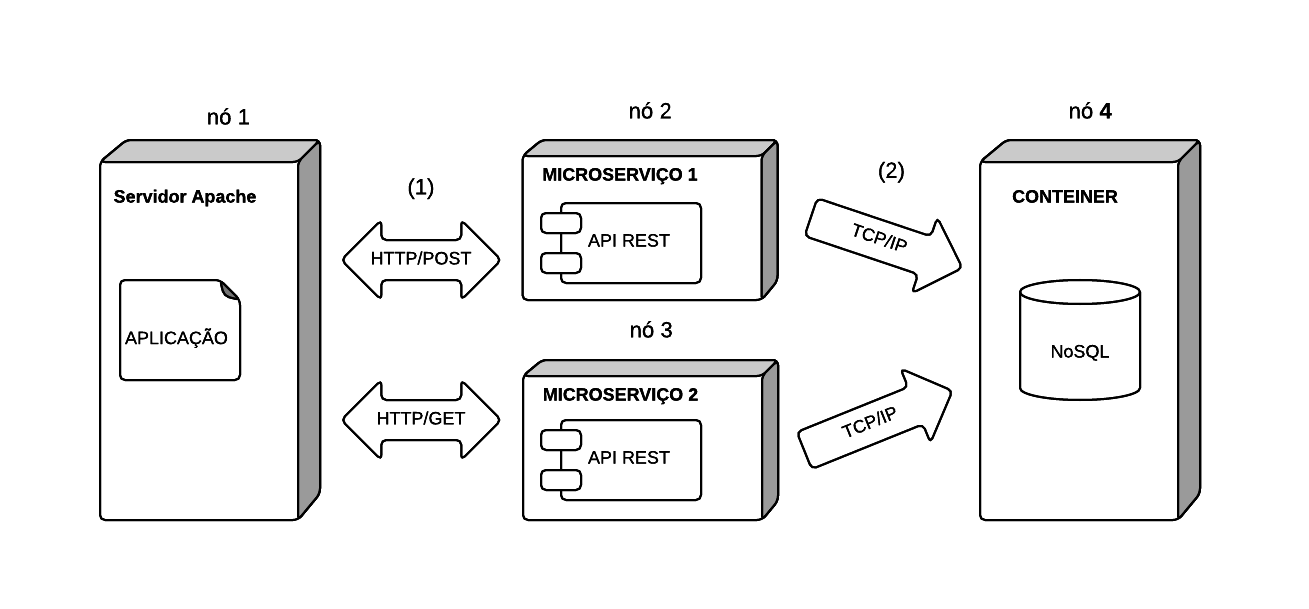 nó 1
Servidor Apache
APLICAÇÃO
(1)
HTTP/POST
HTTP/GET
nó 2
MICROSERVIÇO 1
API REST
nó 3
MICROSERVIÇO 2
API REST
(2)
TCP/IP
TCP/IP
nó 4
CONTEINER
NoSQL